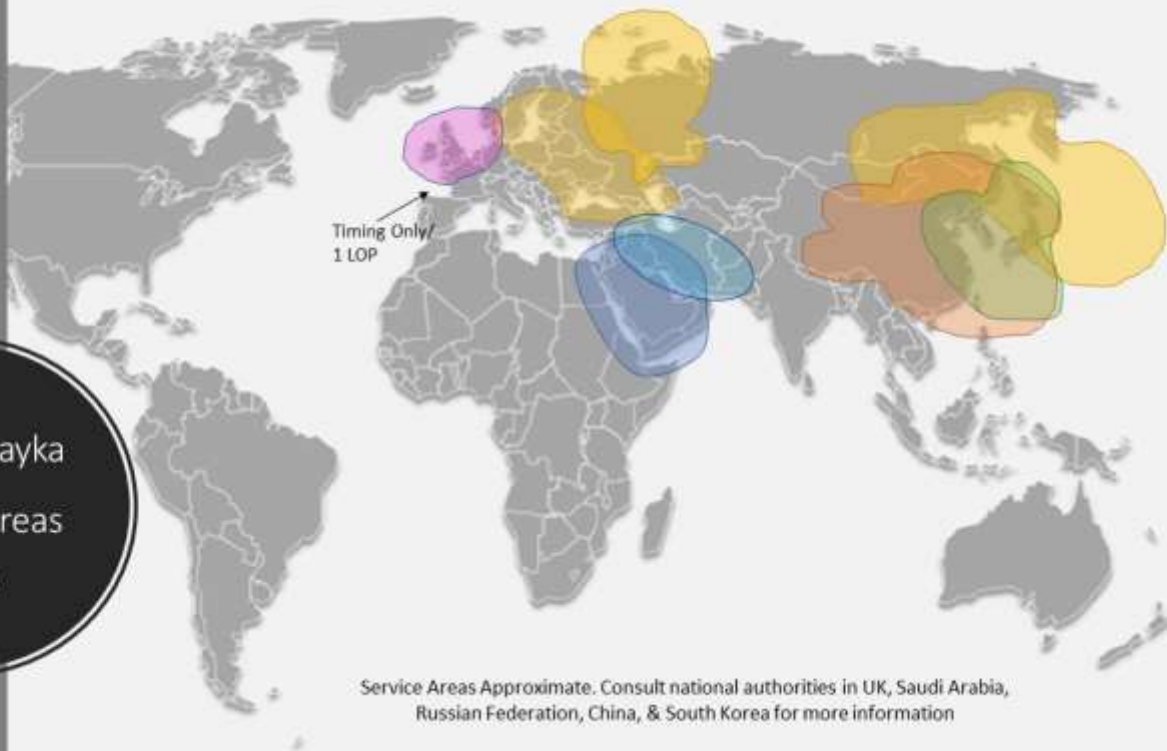 Timing Only/
1 LOP
ayka
reas
Service Areas Approximate. Consult national authorities in UK, Saudi Arabia,
Russian Federation, China, & South Korea for more information